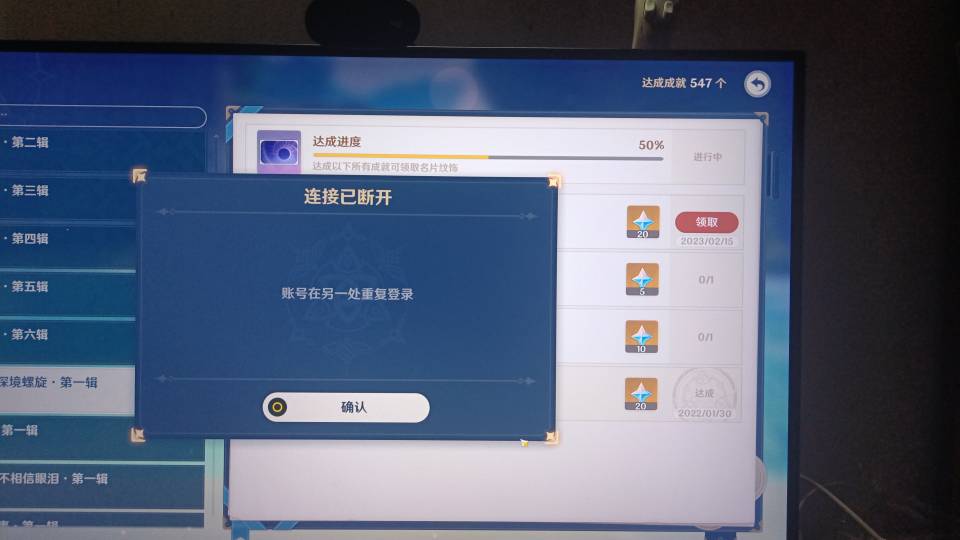 达成成就 547 个
· 第二辑
· 第三辑
· 第四辑
· 第五辑
· 第六辑
深境螺旋 · 第一辑
第一辑
不相信眼泪 · 第一辑
第一辑
达成进度
50%
达成以下所有成就可领取名片纹饰
进行中
20
领取
2023/02/15
5
0/1
10
0/1
20
达成
2022/01/30
连接已断开
账号在另一处重复登录
确认